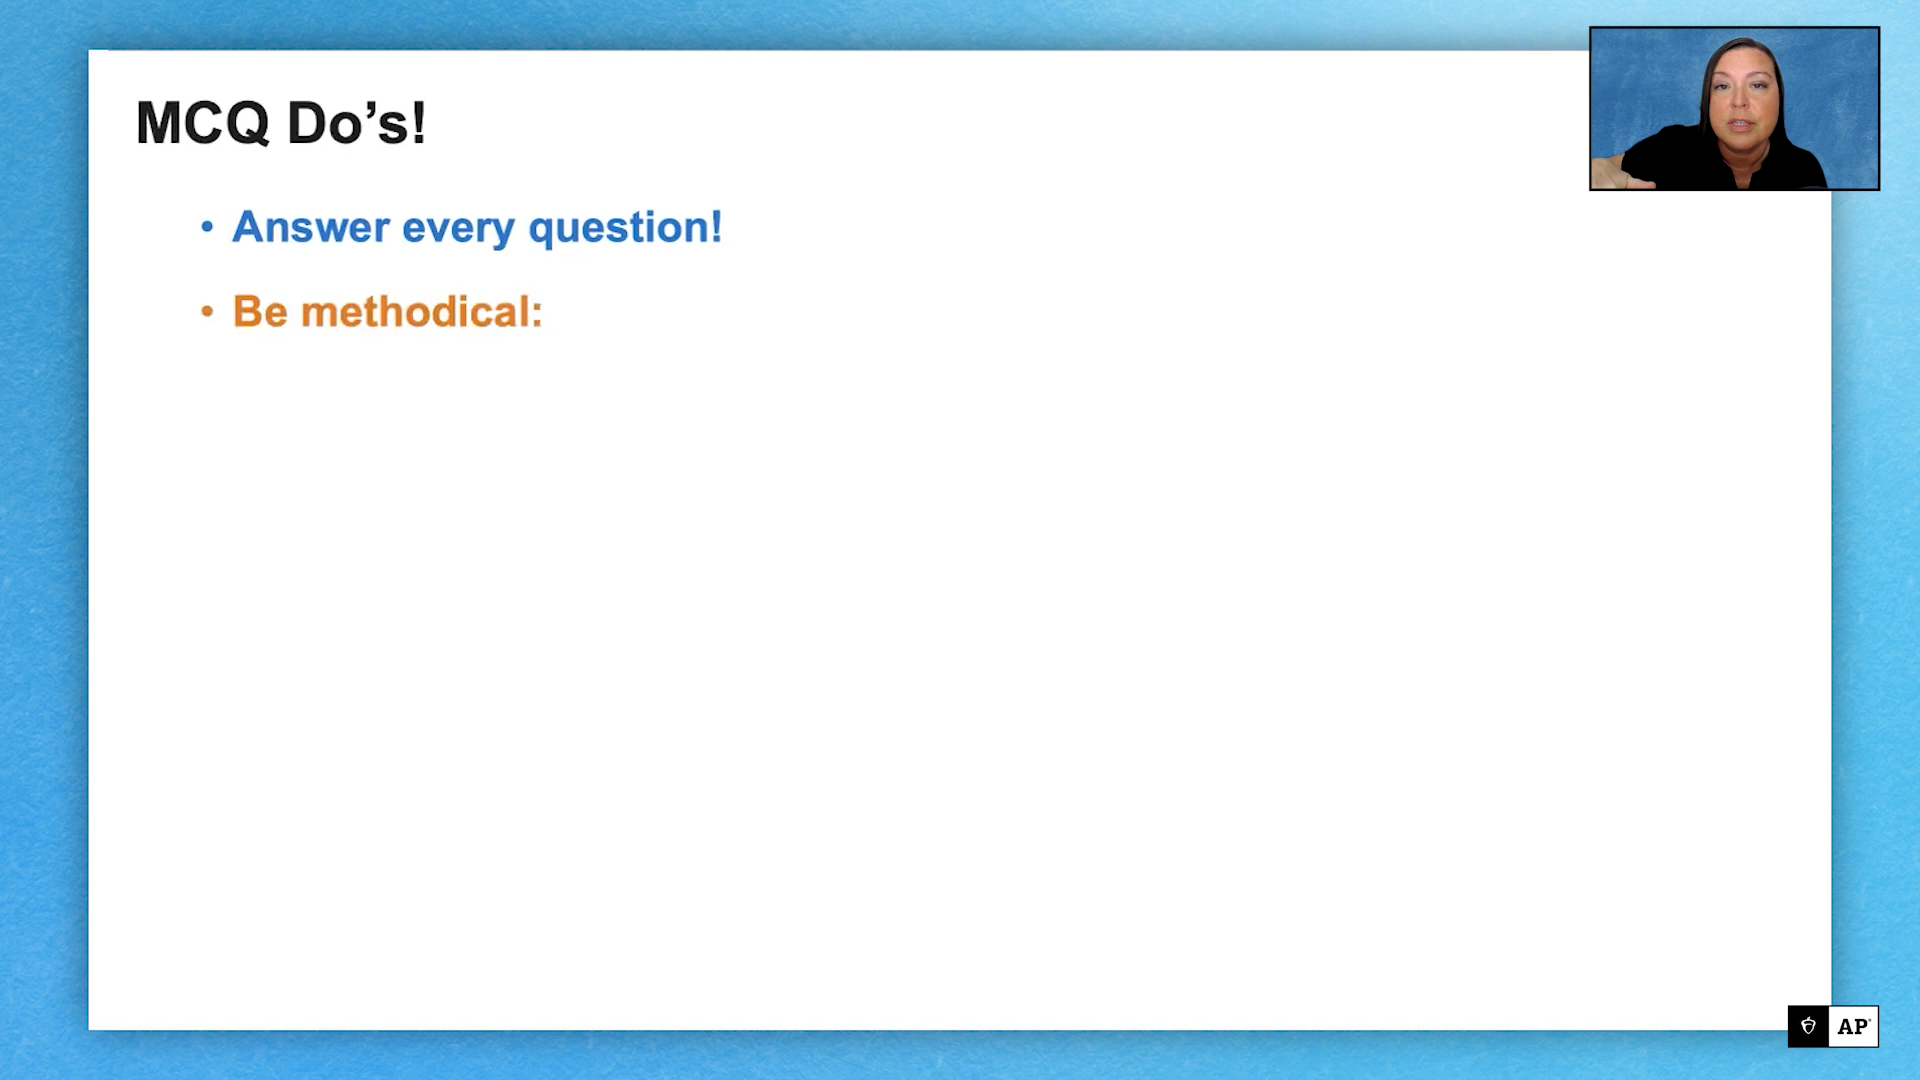 MCQ Do’s!
• Answer every question!
• Be methodical:
AP